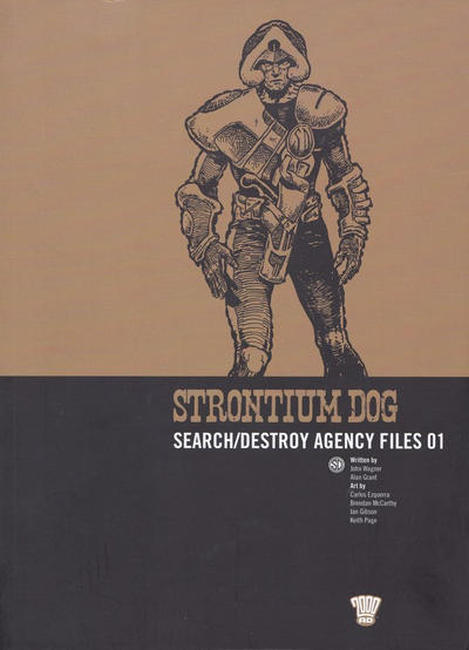 STRONTIUM DOG
SEARCH/DESTROY AGENCY FILES 01
SD
Written by
John Wagner
Alan Grant
Art by
Carlos Ezquerra
Brendan McCarthy
Ian Gibson
Keith Page
2000
AD